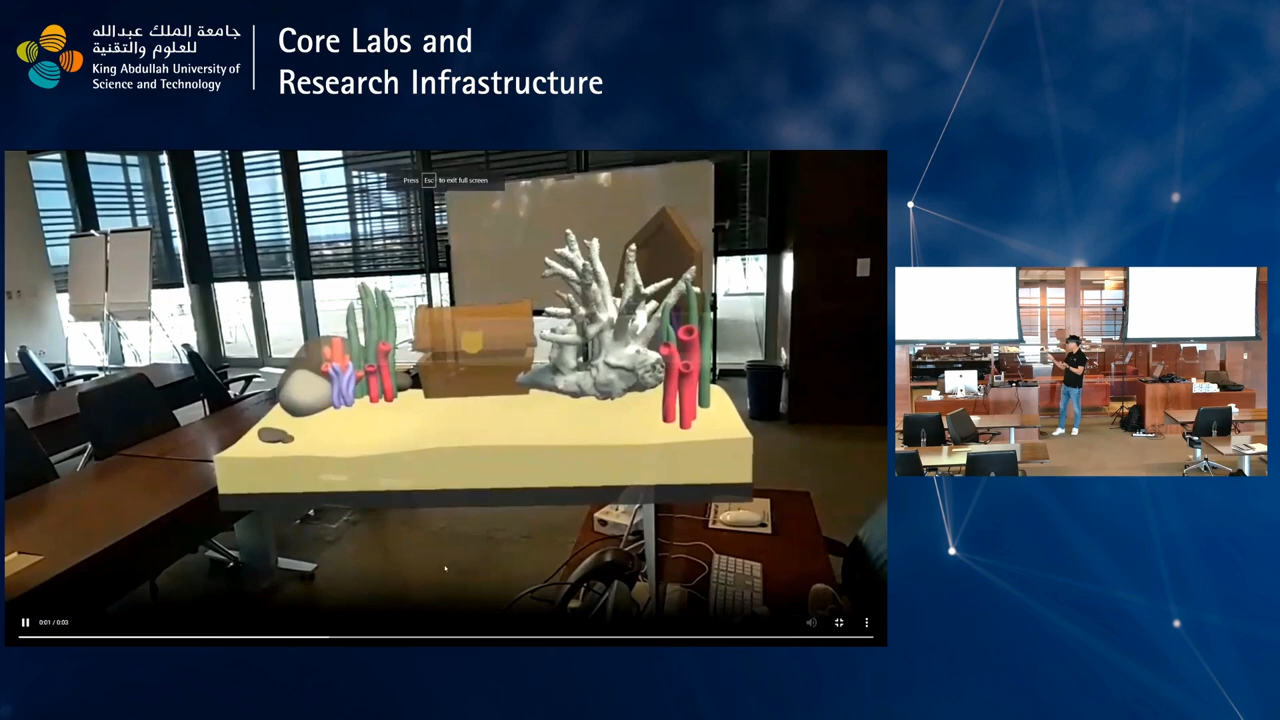 جامعة الملك عبدالله
للعلوم والتقنية
King Abdullah University of
Science and Technology
Core Labs and
Research Infrastructure
Press Esc to exit full screen
0:01 / 0:03